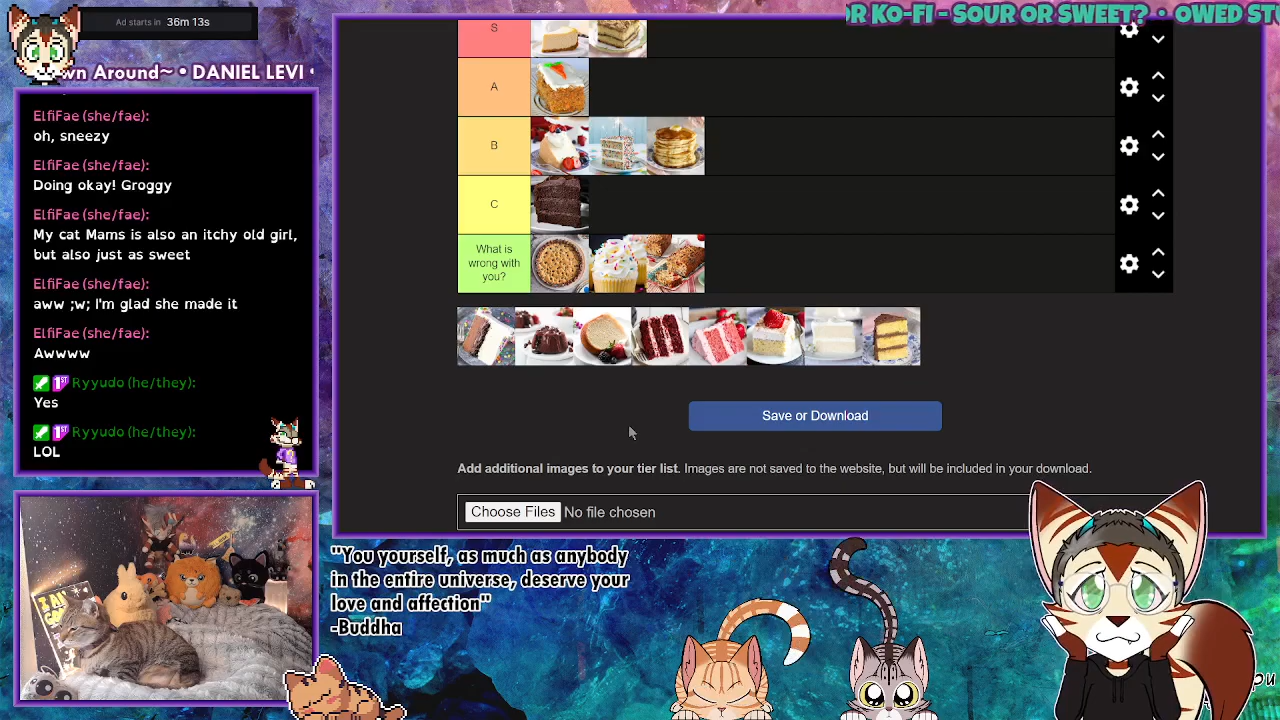 Ad starts in 36m 13s
OR KO-FI - SOUR OR SWEET? • OWED ST
wn Around~ • DANIEL LEVI •
ElfiFae (she/fae):
oh, sneezy
ElfiFae (she/fae):
Doing okay! Groggy
ElfiFae (she/fae):
My cat Mams is also an itchy old girl,
but also just as sweet
ElfiFae (she/fae):
aww ;w; I'm glad she made it
ElfiFae (she/fae):
Awwww
Ryyudo (he/they):
Yes
Ryyudo (he/they):
LOL
S
A
B
C
What is
wrong with
you?
Save or Download
Add additional images to your tier list. Images are not saved to the website, but will be included in your download.
Choose Files No file chosen
"You yourself, as much as anybody
in the entire universe, deserve your
love and affection"
-Buddha